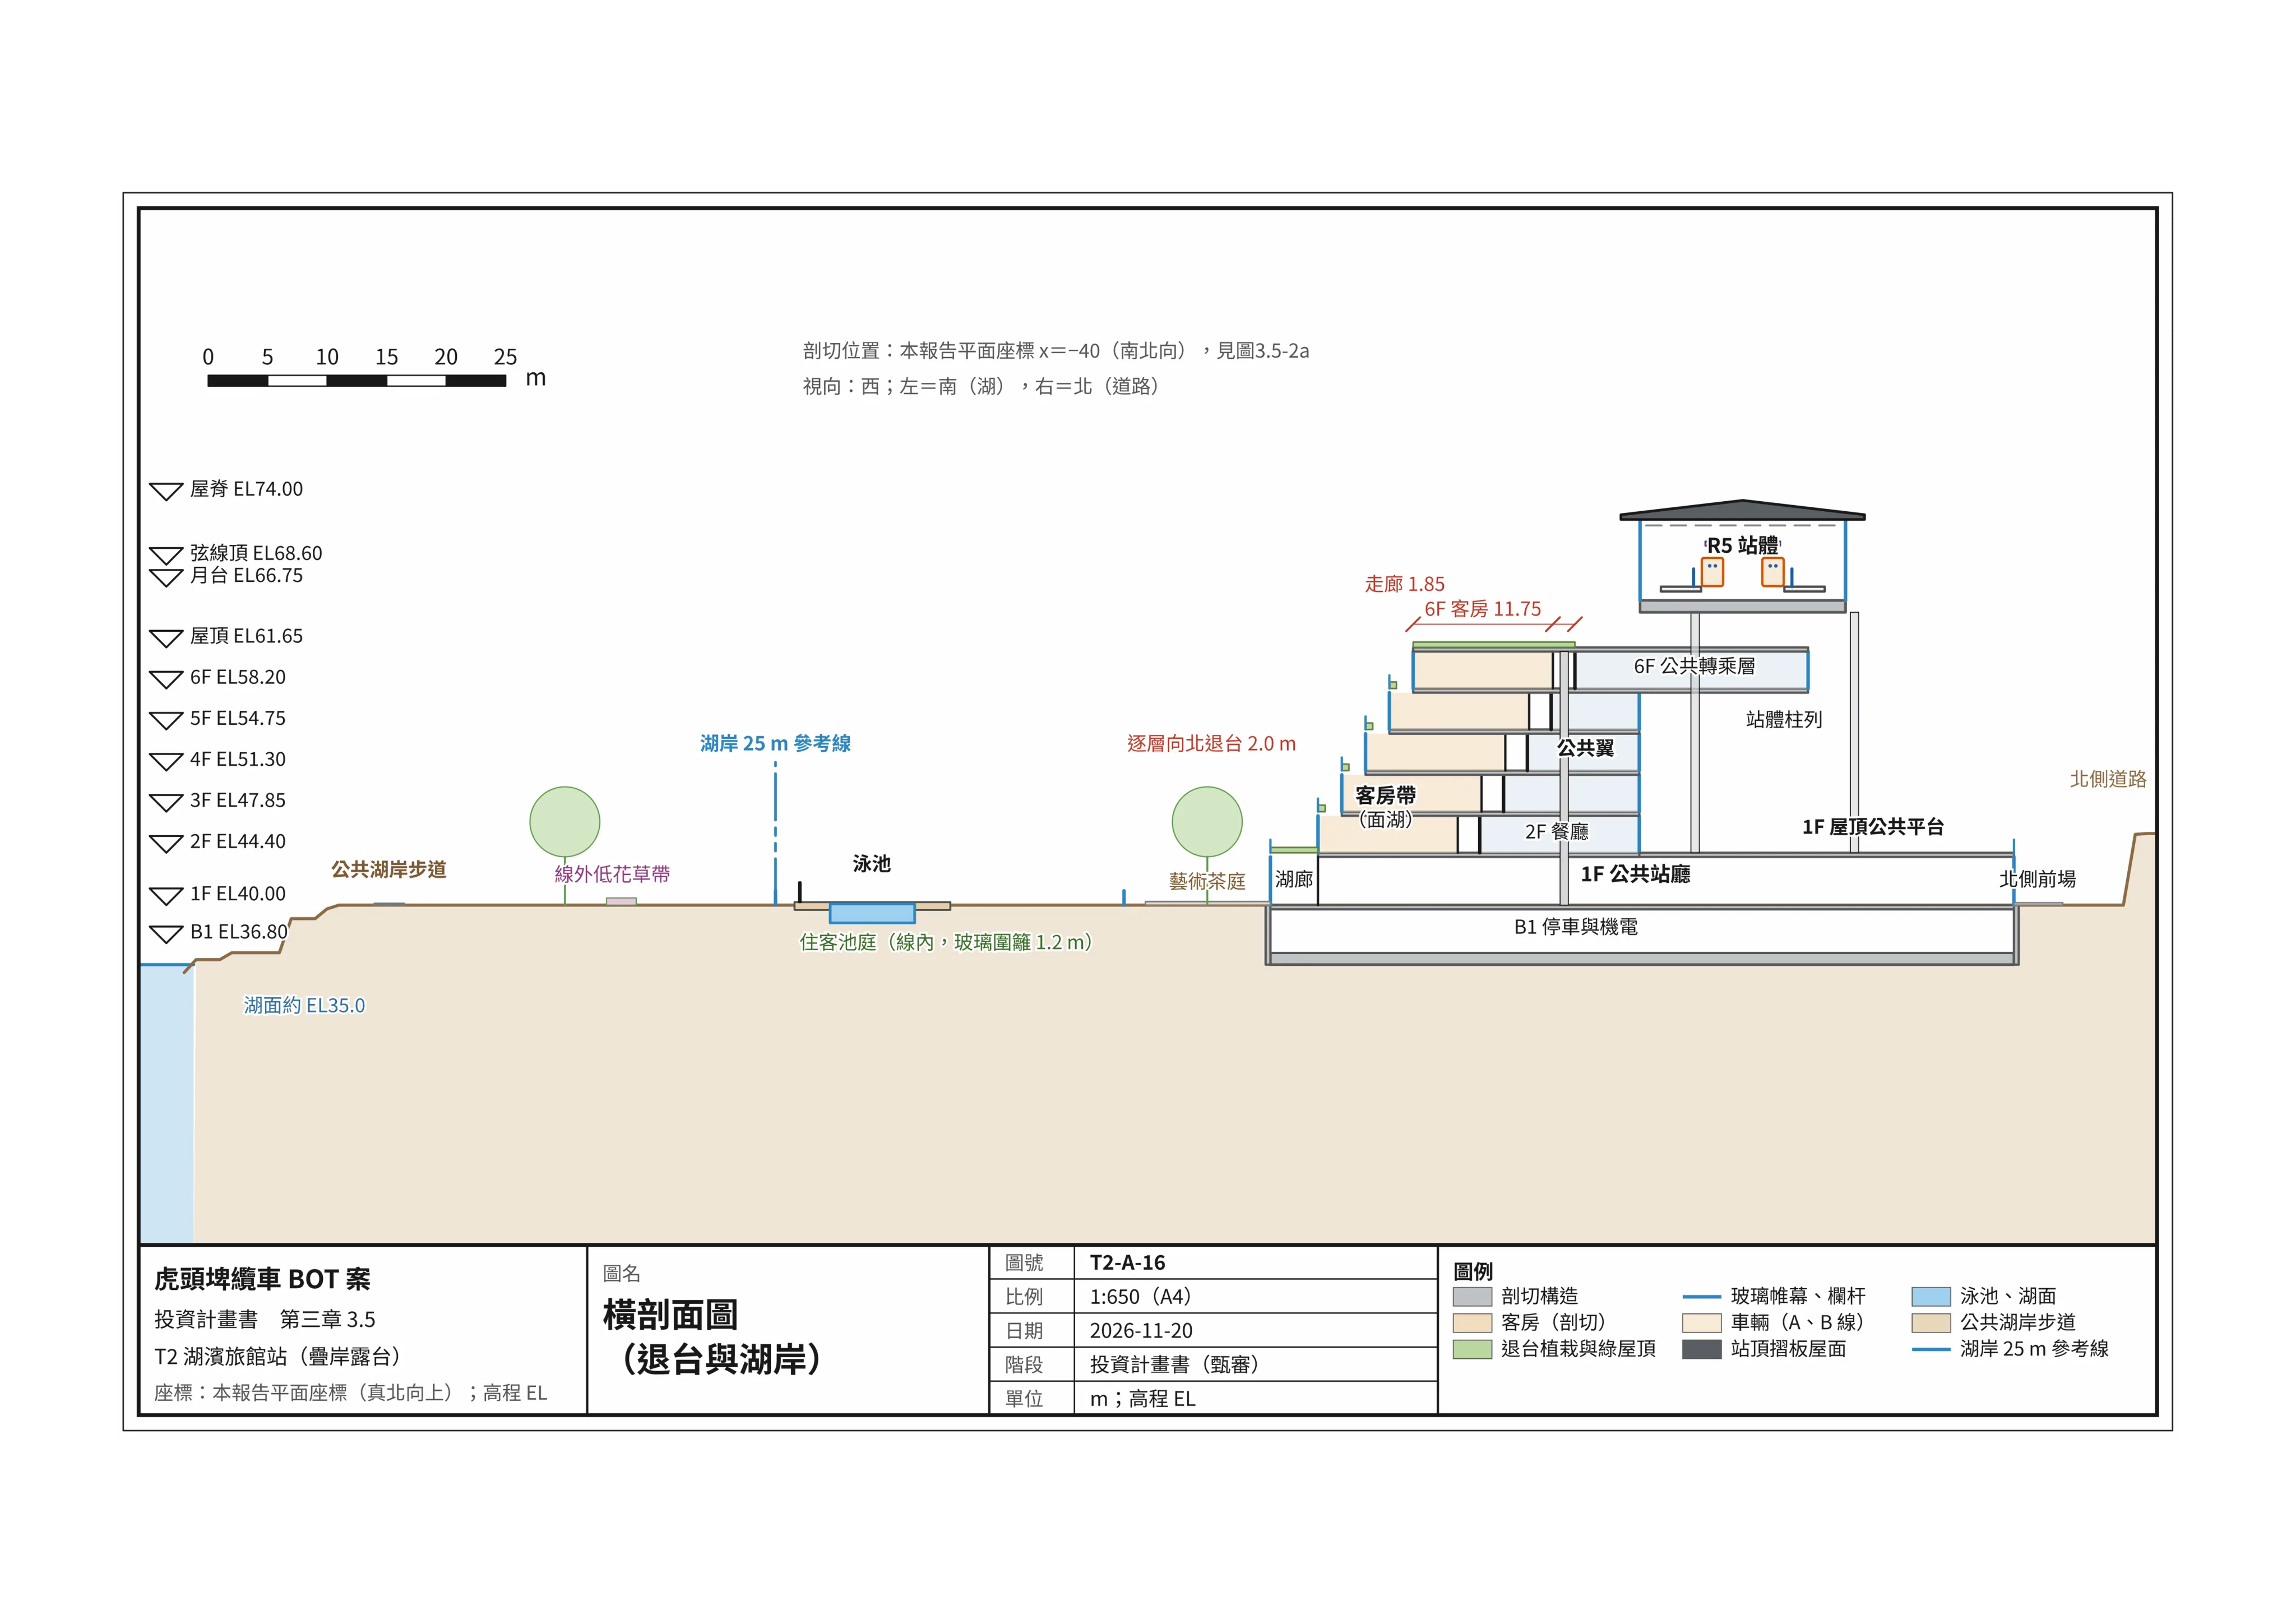 0 5 10 15 20 25 m
剖切位置：本報告平面座標 x＝−40（南北向），見圖3.5-2a
視向：西；左＝南（湖），右＝北（道路）
屋脊 EL74.00
弦線頂 EL68.60
月台 EL66.75
屋頂 EL61.65
6F EL58.20
5F EL54.75
4F EL51.30
3F EL47.85
2F EL44.40
1F EL40.00
B1 EL36.80
湖面約 EL35.0
公共湖岸步道
線外低花草帶
湖岸 25 m 參考線
泳池
住客池庭（線內，玻璃圍籬 1.2 m）
逐層向北退台 2.0 m
藝術茶庭
湖廊
走廊 1.85
6F 客房 11.75
R5 站體
6F 公共轉乘層
站體柱列
公共翼
客房帶
（面湖）
2F 餐廳
1F 屋頂公共平台
1F 公共站廳
北側前場
北側道路
B1 停車與機電
虎頭埤纜車 BOT 案
投資計畫書　第三章 3.5
T2 湖濱旅館站（疊岸露台）
座標：本報告平面座標（真北向上）；高程 EL
圖名
橫剖面圖
（退台與湖岸）
圖號 T2-A-16
比例 1:650（A4）
日期 2026-11-20
階段 投資計畫書（甄審）
單位 m；高程 EL
圖例
剖切構造
玻璃帷幕、欄杆
泳池、湖面
客房（剖切）
車輛（A、B 線）
公共湖岸步道
退台植栽與綠屋頂
站頂摺板屋面
湖岸 25 m 參考線